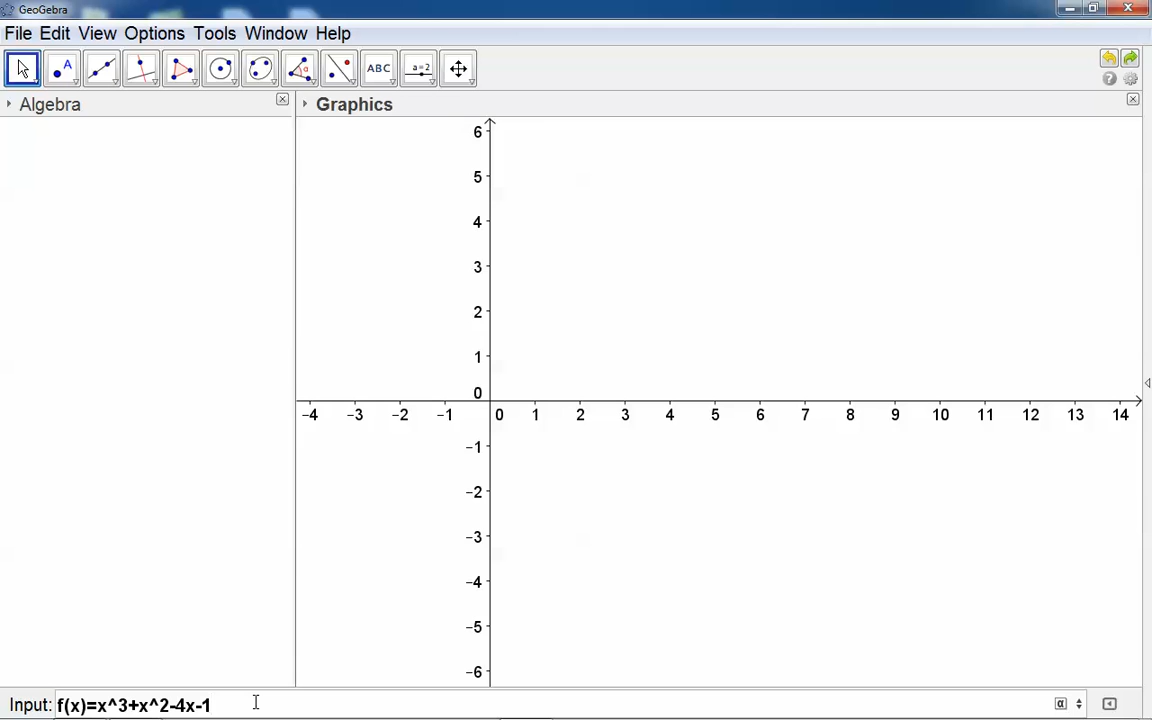 GeoGebra
File Edit View Options Tools Window Help
A
α
ABC
a=2
Algebra
Graphics
6
5
4
3
2
1
0
−4 −3 −2 −1 0 1 2 3 4 5 6 7 8 9 10 11 12 13 14
−1
−2
−3
−4
−5
−6
Input: f(x)=x^3+x^2-4x-1
α